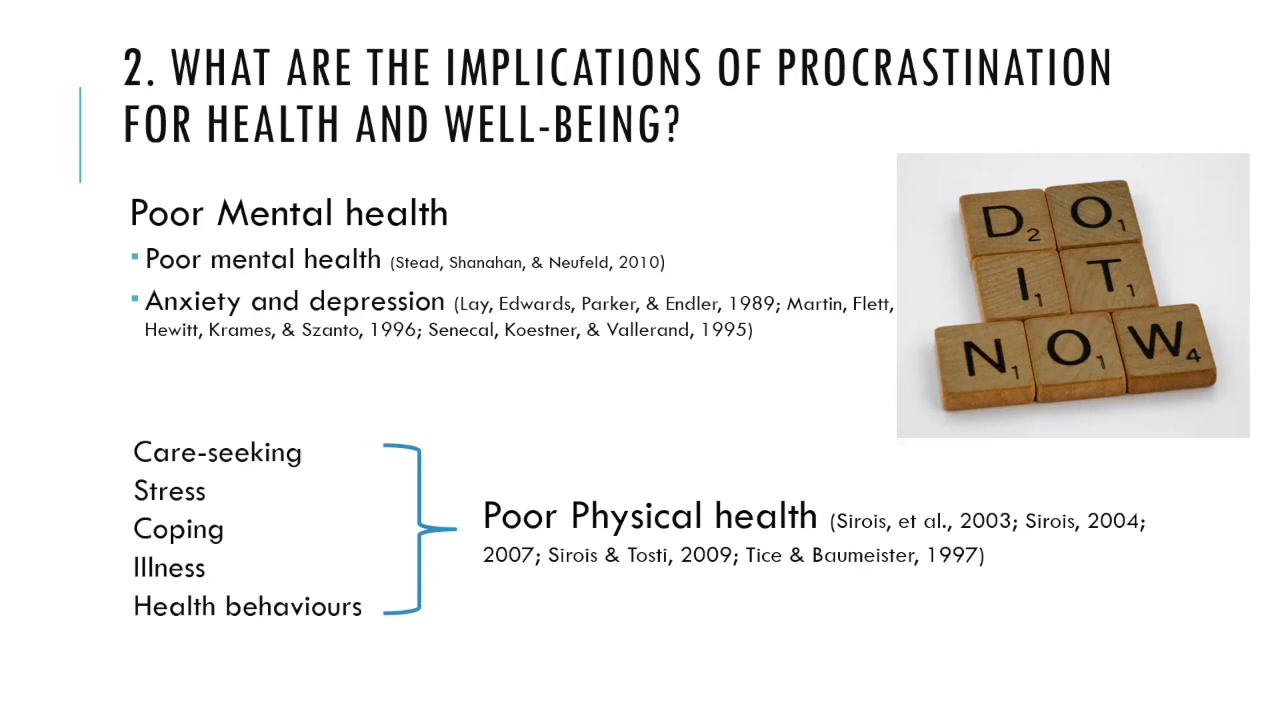 2. WHAT ARE THE IMPLICATIONS OF PROCRASTINATION
FOR HEALTH AND WELL-BEING?
Poor Mental health
Poor mental health (Stead, Shanahan, & Neufeld, 2010)
Anxiety and depression (Lay, Edwards, Parker, & Endler, 1989; Martin, Flett,
Hewitt, Krames, & Szanto, 1996; Senecal, Koestner, & Vallerand, 1995)
D2 O1
I1 T1
N1 O1 W4
Care-seeking
Stress
Coping
Illness
Health behaviours
Poor Physical health (Sirois, et al., 2003; Sirois, 2004;
2007; Sirois & Tosti, 2009; Tice & Baumeister, 1997)